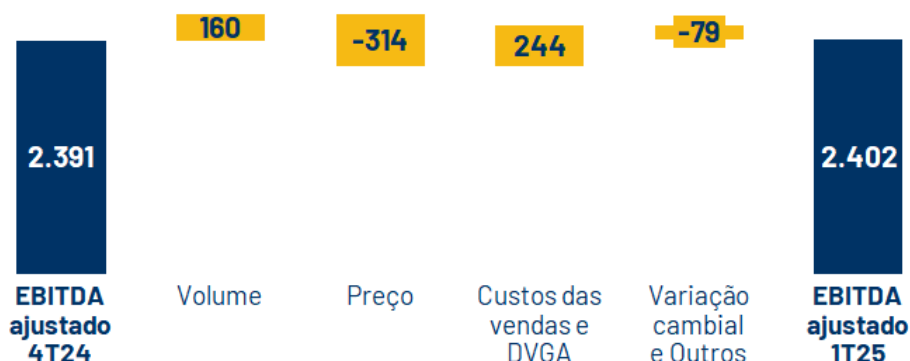 160
-314
244
-79
2.391
2.402
EBITDA
ajustado
4T24
Volume
Preço
Custos das
vendas e
DVGA
Variação
cambial
e Outros
EBITDA
ajustado
1T25